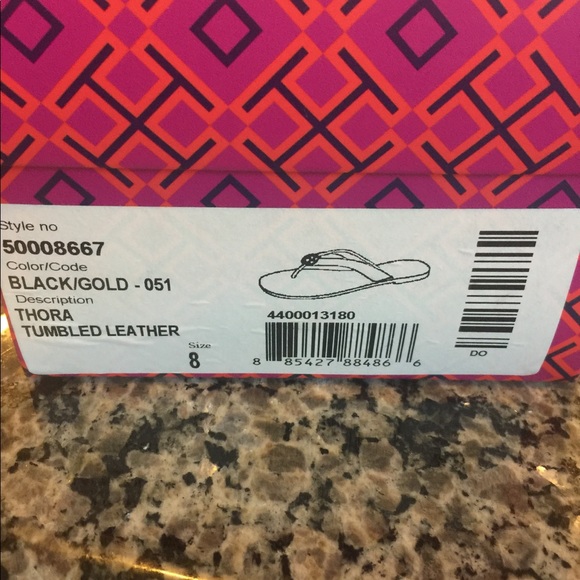 Style no
50008667
Color/Code
BLACK/GOLD - 051
Description
THORA
TUMBLED LEATHER
Size
8
4400013180
8 85427 88486 6
DO